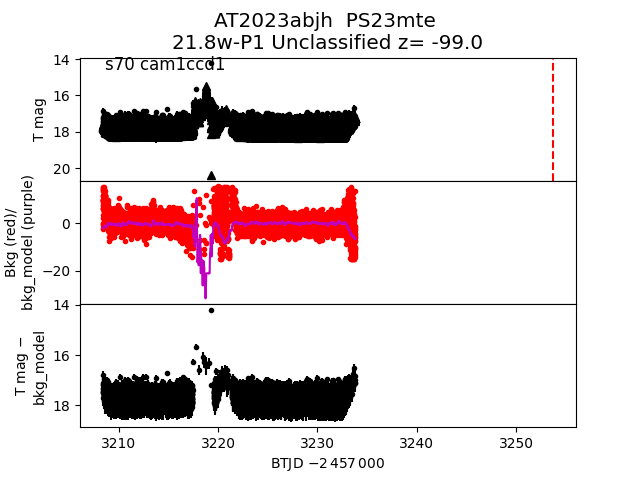 AT2023abjh  PS23mte
21.8w-P1 Unclassified z= -99.0
s70 cam1ccd1
14
16
18
20
T mag
0
−20
Bkg (red)/
bkg_model (purple)
14
16
18
T mag −
bkg_model
3210
3220
3230
3240
3250
BTJD −2 457 000